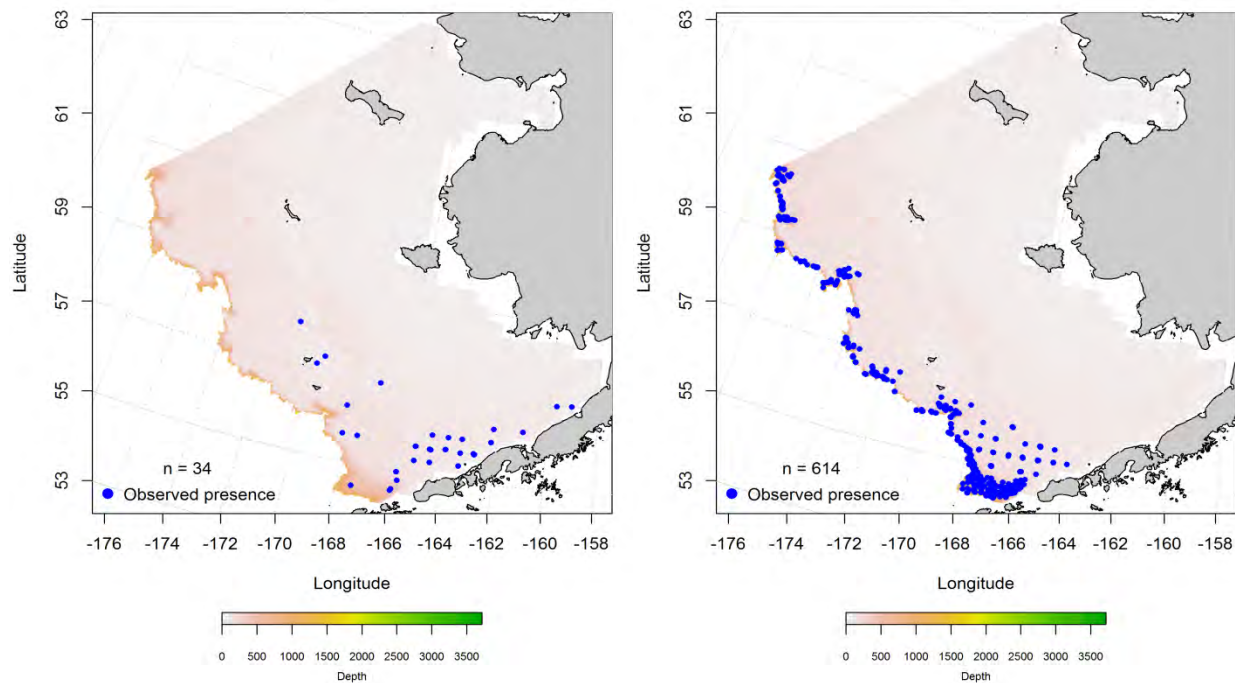 63
61
59
57
55
53
Latitude
n = 34
Observed presence
-176
-174
-172
-170
-168
-166
-164
-162
-160
-158
Longitude
0 500 1000 1500 2000 2500 3000 3500
Depth
63
61
59
57
55
53
Latitude
n = 614
Observed presence
-176
-174
-172
-170
-168
-166
-164
-162
-160
-158
Longitude
0 500 1000 1500 2000 2500 3000 3500
Depth